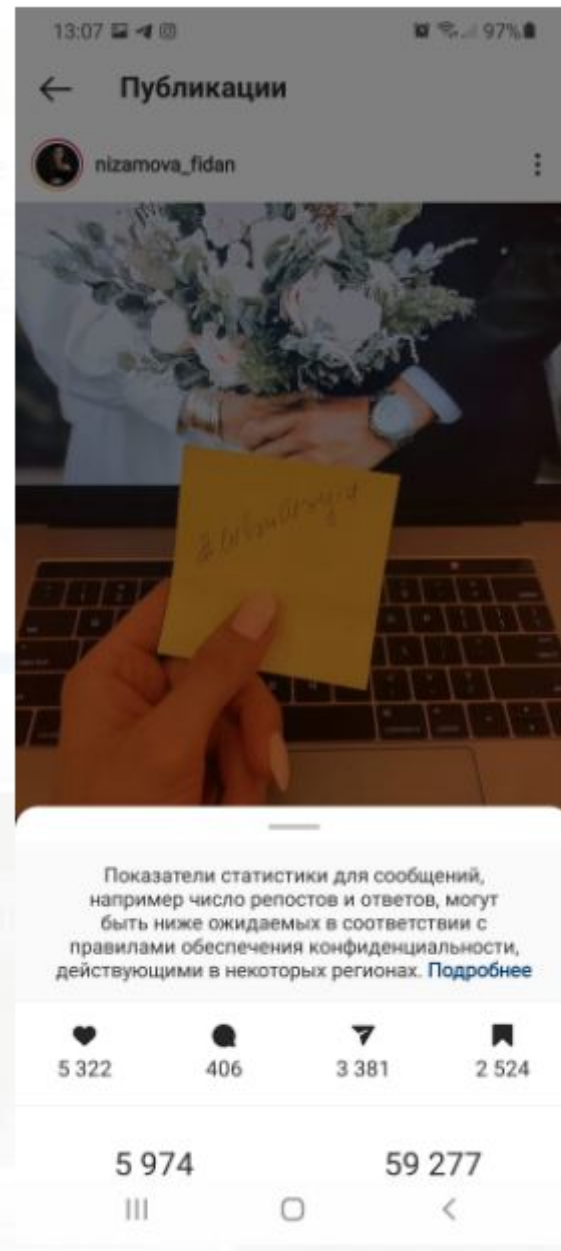 13:07 97%
Публикации
nizamova_fidan
Показатели статистики для сообщений,
например число репостов и ответов, могут
быть ниже ожидаемых в соответствии с
правилами обеспечения конфиденциальности,
действующими в некоторых регионах. Подробнее
5 322 406 3 381 2 524
5 974 59 277